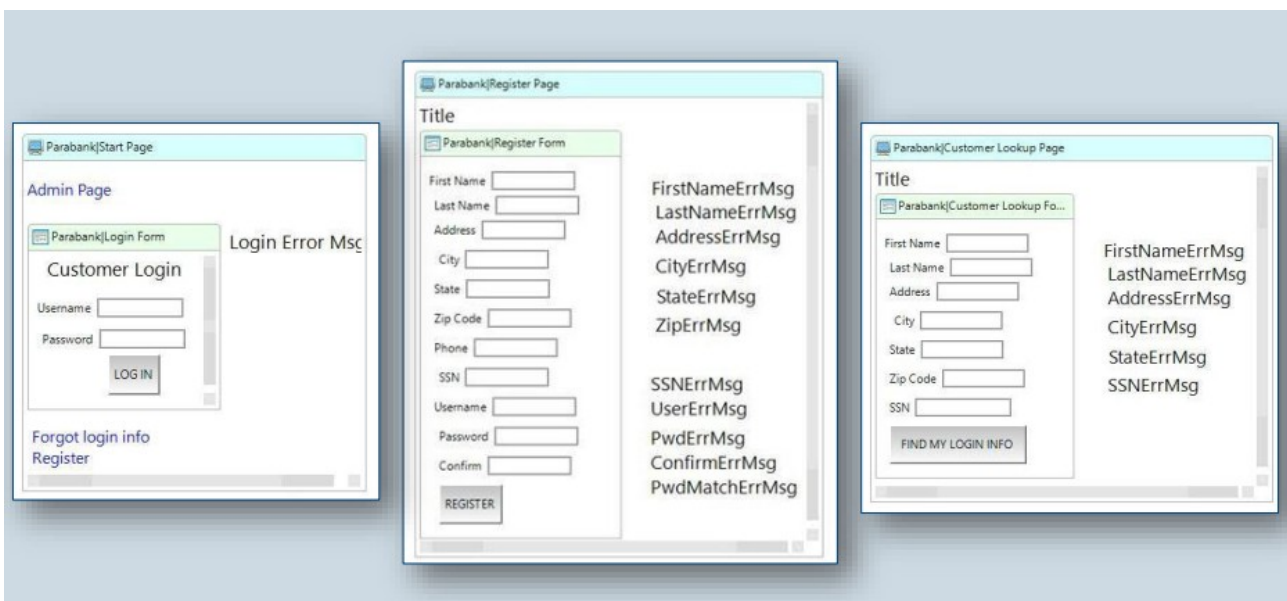 Parabank|Start Page
Admin Page
Parabank|Login Form
Customer Login
Username
Password
LOG IN
Login Error Msg
Forgot login info
Register
Parabank|Register Page
Title
Parabank|Register Form
First Name
Last Name
Address
City
State
Zip Code
Phone
SSN
Username
Password
Confirm
REGISTER
FirstNameErrMsg
LastNameErrMsg
AddressErrMsg
CityErrMsg
StateErrMsg
ZipErrMsg
SSNErrMsg
UserErrMsg
PwdErrMsg
ConfirmErrMsg
PwdMatchErrMsg
Parabank|Customer Lookup Page
Title
Parabank|Customer Lookup Fo...
First Name
Last Name
Address
City
State
Zip Code
SSN
FIND MY LOGIN INFO
FirstNameErrMsg
LastNameErrMsg
AddressErrMsg
CityErrMsg
StateErrMsg
SSNErrMsg